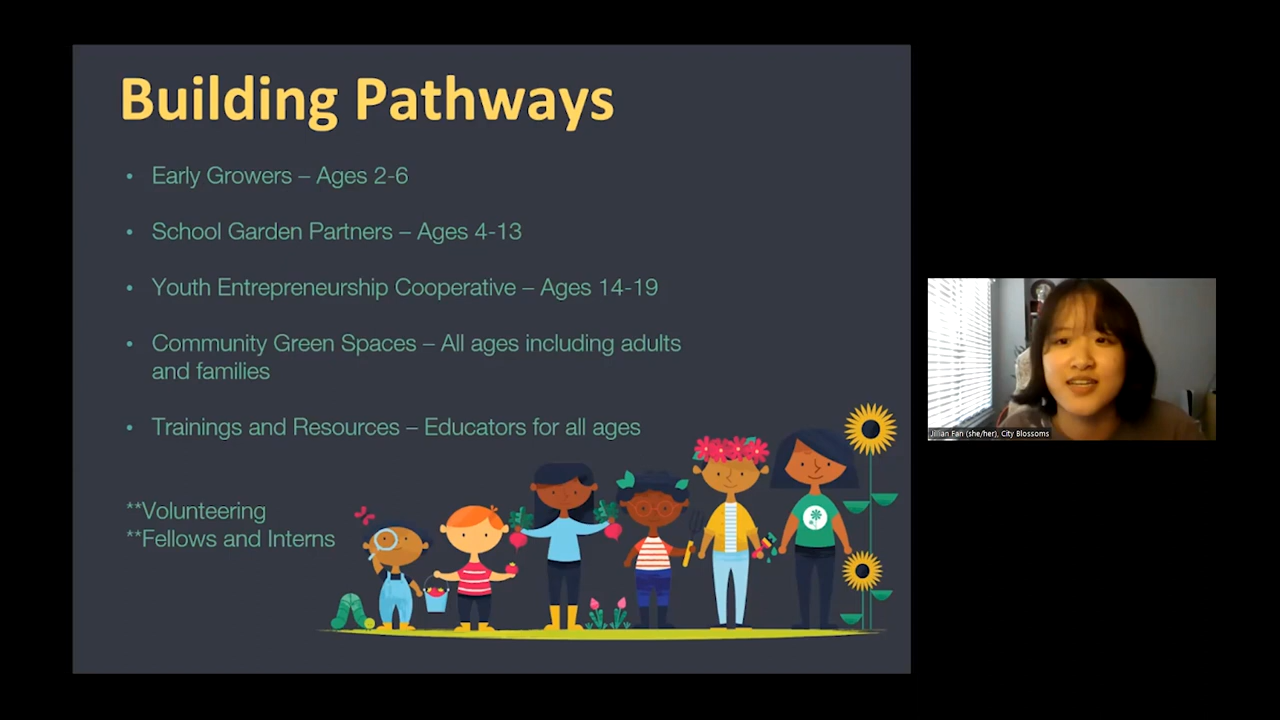 Building Pathways
• Early Growers – Ages 2-6
• School Garden Partners – Ages 4-13
• Youth Entrepreneurship Cooperative – Ages 14-19
• Community Green Spaces – All ages including adults
and families
• Trainings and Resources – Educators for all ages
**Volunteering
**Fellows and Interns
Jillian Fan (she/her), City Blossoms